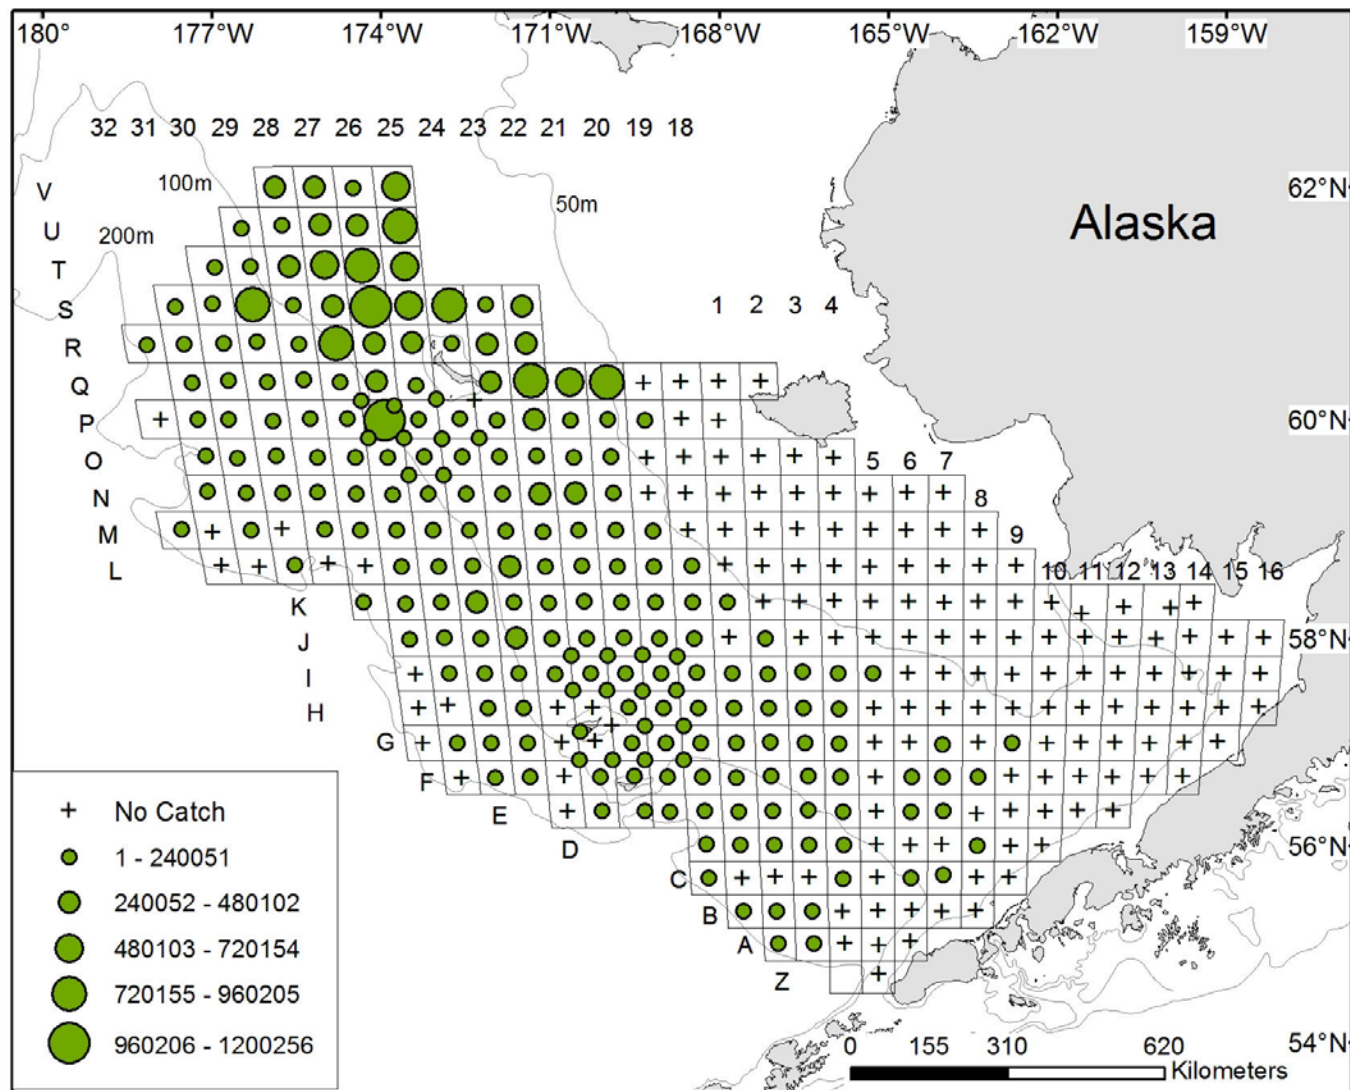 180° 177°W 174°W 171°W 168°W 165°W 162°W 159°W
32 31 30 29 28 27 26 25 24 23 22 21 20 19 18
V 100m 50m 62°N
Alaska
U 200m
T
S 1 2 3 4
R
Q
P 60°N
O 5 6 7
N 8
M 9
L 10 11 12 13 14 15 16
K
J 58°N
I
H
G
F
E
D 56°N
C
B
A
Z
No Catch
1 - 240051
240052 - 480102
480103 - 720154
720155 - 960205
960206 - 1200256
54°N
0 155 310 620
Kilometers